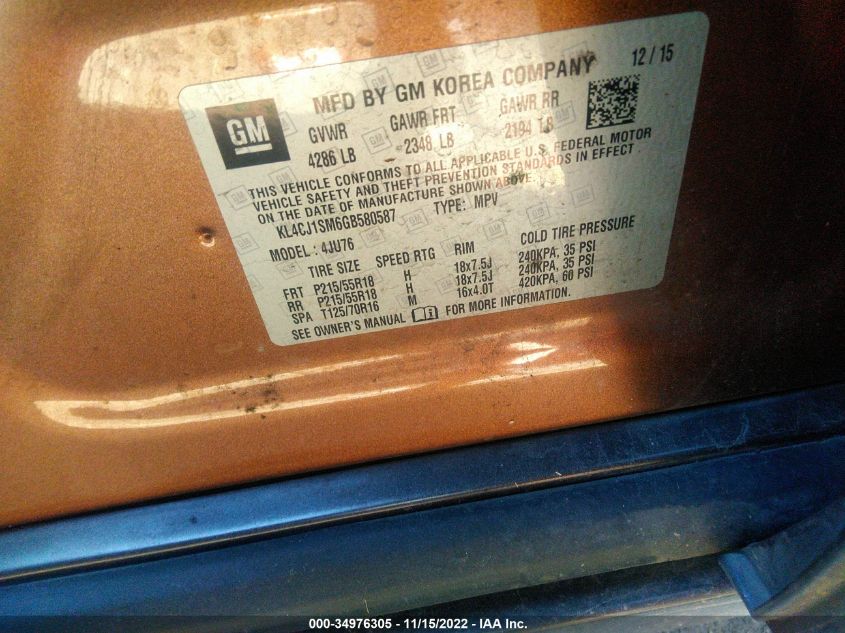 GM
MFD BY GM KOREA COMPANY
12 / 15
GVWR GAWR FRT GAWR RR
4286 LB 2348 LB 2194 LB
THIS VEHICLE CONFORMS TO ALL APPLICABLE U.S. FEDERAL MOTOR
VEHICLE SAFETY AND THEFT PREVENTION STANDARDS IN EFFECT
ON THE DATE OF MANUFACTURE SHOWN ABOVE.
KL4CJ1SM6GB580587 TYPE: MPV
MODEL : 4JU76
TIRE SIZE SPEED RTG RIM COLD TIRE PRESSURE
FRT P215/55R18 H 18x7.5J 240KPA, 35 PSI
RR P215/55R18 H 18x7.5J 240KPA, 35 PSI
SPA T125/70R16 M 16x4.0T 420KPA, 60 PSI
SEE OWNER'S MANUAL FOR MORE INFORMATION.
000-34976305 - 11/15/2022 - IAA Inc.